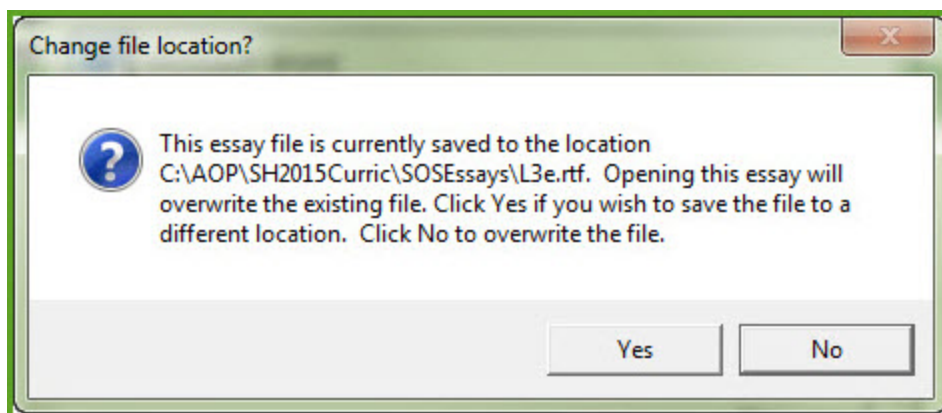 Change file location?
This essay file is currently saved to the location
C:\AOP\SH2015Curric\SOSEssays\L3e.rtf.  Opening this essay will
overwrite the existing file. Click Yes if you wish to save the file to a
different location.  Click No to overwrite the file.
Yes
No